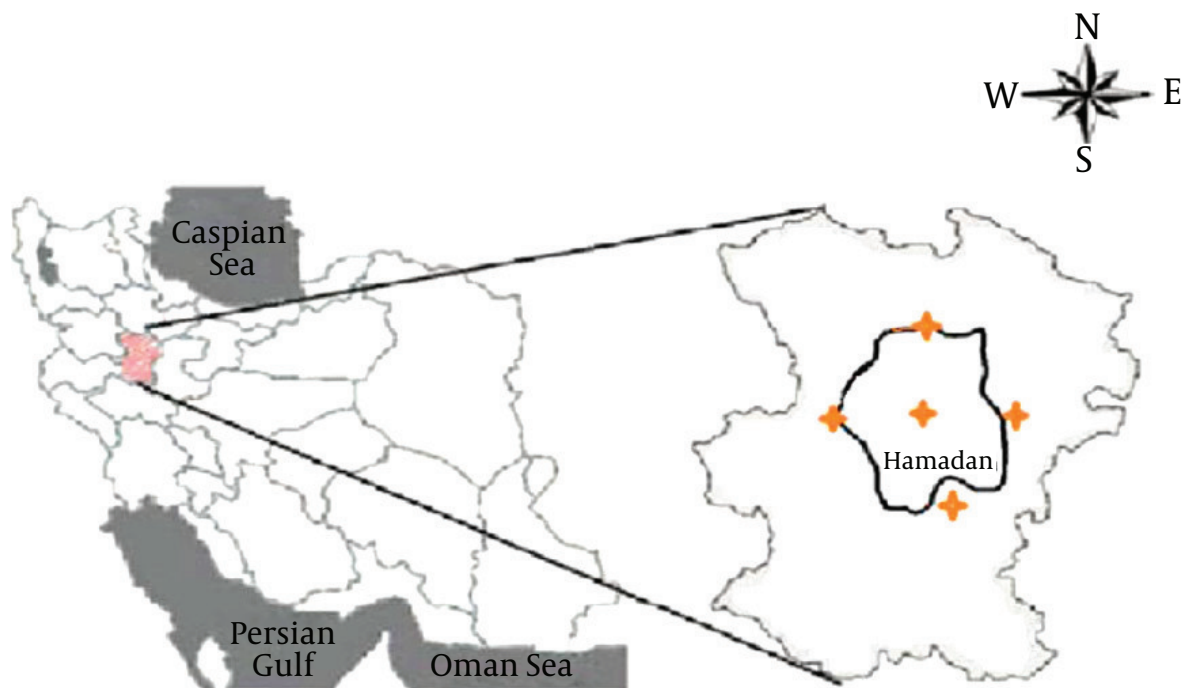 N
W
E
S
Caspian
Sea
Hamadan
Persian
Gulf
Oman Sea